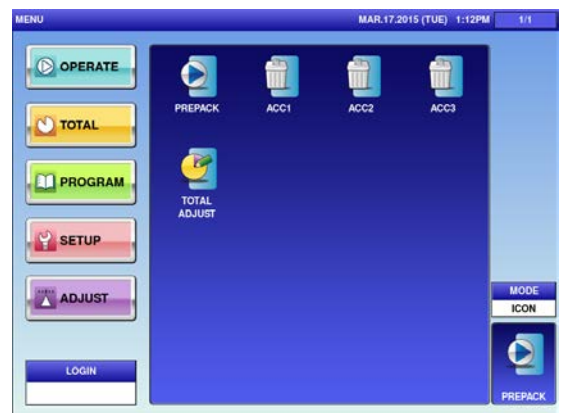 MENU
MAR.17.2015 (TUE) 1:12PM
1/1
OPERATE
TOTAL
PROGRAM
SETUP
ADJUST
LOGIN
PREPACK
ACC1
ACC2
ACC3
TOTAL
ADJUST
MODE
ICON
PREPACK